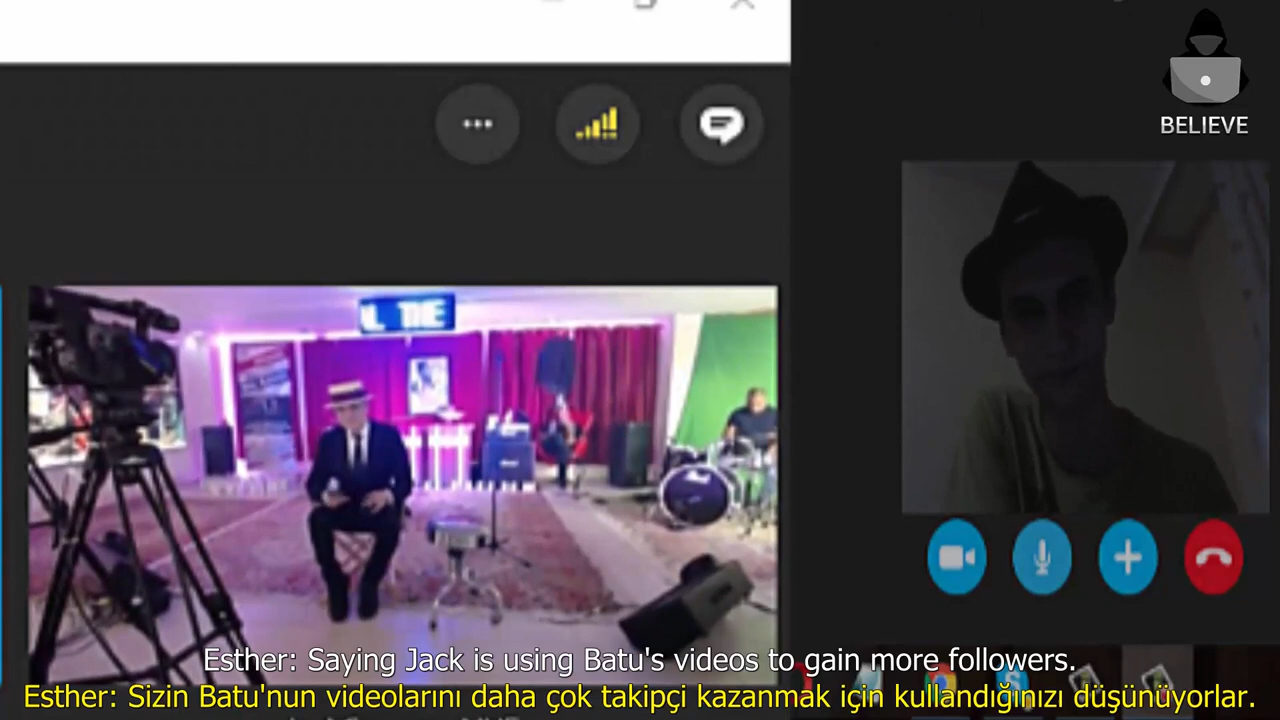 BELIEVE
Esther: Saying Jack is using Batu's videos to gain more followers.
Esther: Sizin Batu'nun videolarını daha çok takipçi kazanmak için kullandığınızı düşünüyorlar.